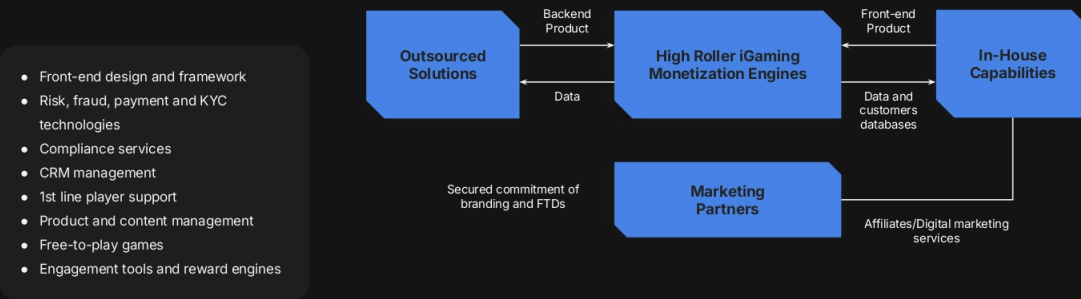 ● Front-end design and framework
● Risk, fraud, payment and KYC
technologies
● Compliance services
● CRM management
● 1st line player support
● Product and content management
● Free-to-play games
● Engagement tools and reward engines
Outsourced
Solutions
Backend
Product
Data
High Roller iGaming
Monetization Engines
Front-end
Product
Data and
customers
databases
In-House
Capabilities
Secured commitment of
branding and FTDs
Marketing
Partners
Affiliates/Digital marketing
services